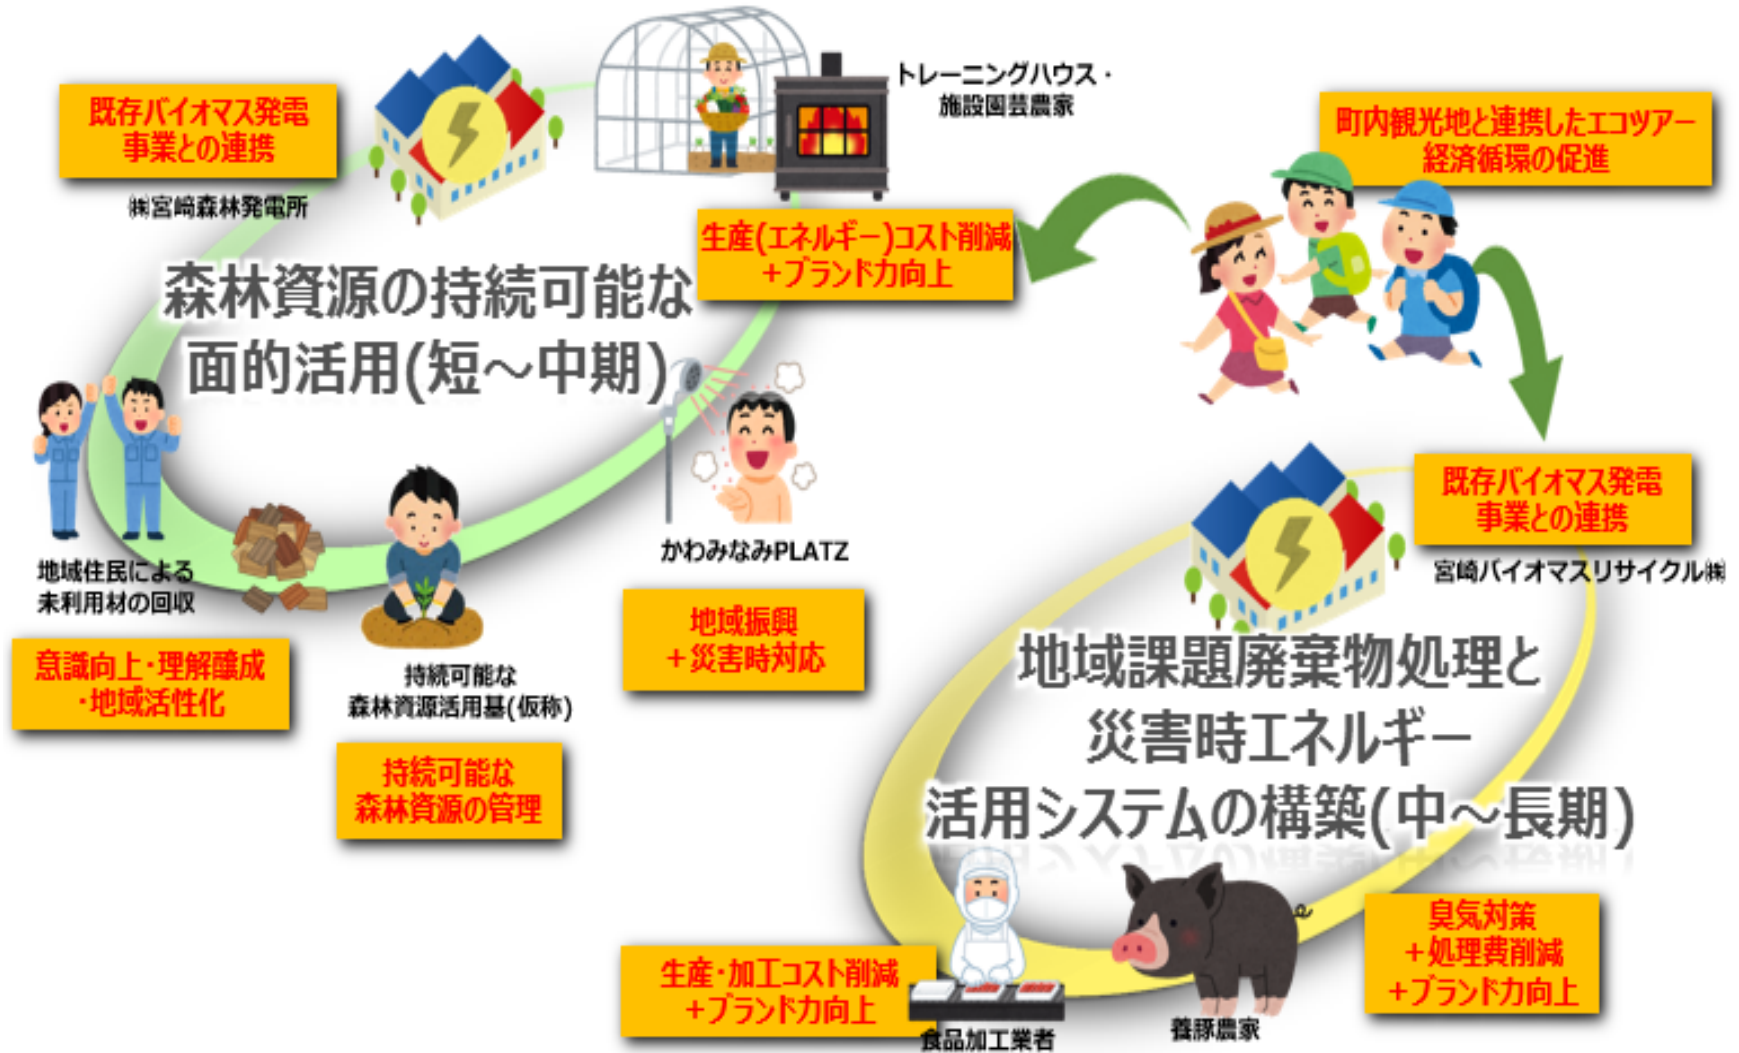 既存バイオマス発電
事業との連携
㈱宮崎森林発電所
トレーニングハウス・
施設園芸農家
生産(エネルギー)コスト削減
＋ブランド力向上
町内観光地と連携したエコツアー
経済循環の促進
森林資源の持続可能な
面的活用(短～中期)
地域住民による
未利用材の回収
意識向上・理解醸成
・地域活性化
持続可能な
森林資源活用基(仮称)
持続可能な
森林資源の管理
かわみなみPLATZ
地域振興
＋災害時対応
既存バイオマス発電
事業との連携
宮崎バイオマスリサイクル㈱
地域課題廃棄物処理と
災害時エネルギー
活用システムの構築(中～長期)
生産・加工コスト削減
＋ブランド力向上
食品加工業者
養豚農家
臭気対策
＋処理費削減
＋ブランド力向上